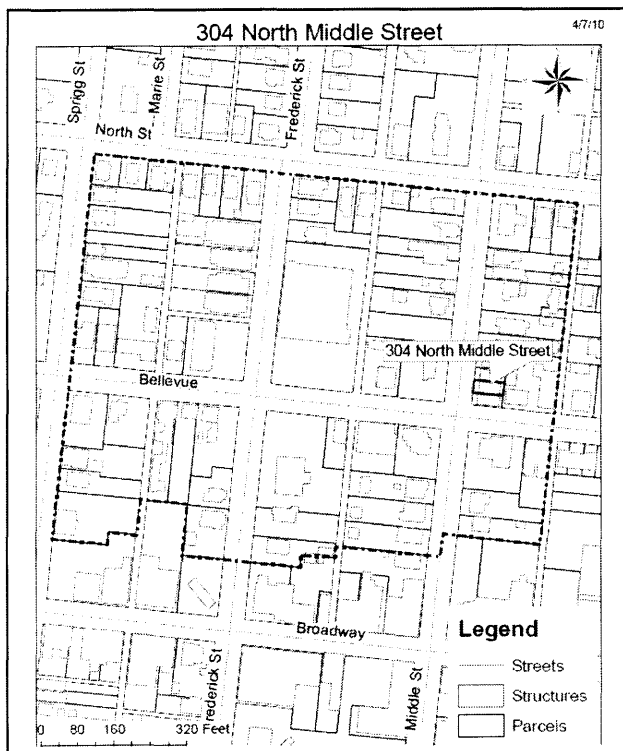 304 North Middle Street
4/7/10
Sprigg St
Marie St
Frederick St
North St
304 North Middle Street
Bellevue
Broadway
Frederick St
Middle St
Legend
Streets
Structures
Parcels
0 80 160 320 Feet